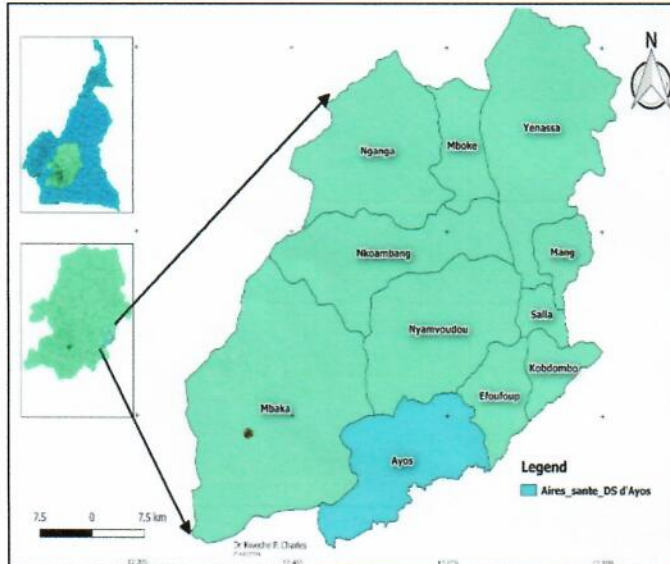 N
Yenassa
Mboke
Nganga
Nkoambang
Mang
Salla
Nyamvoudou
Kobdombo
Efoufoup
Mbaka
Ayos
Legend
Aires_sante_DS d'Ayos
7.5 0 7.5 km